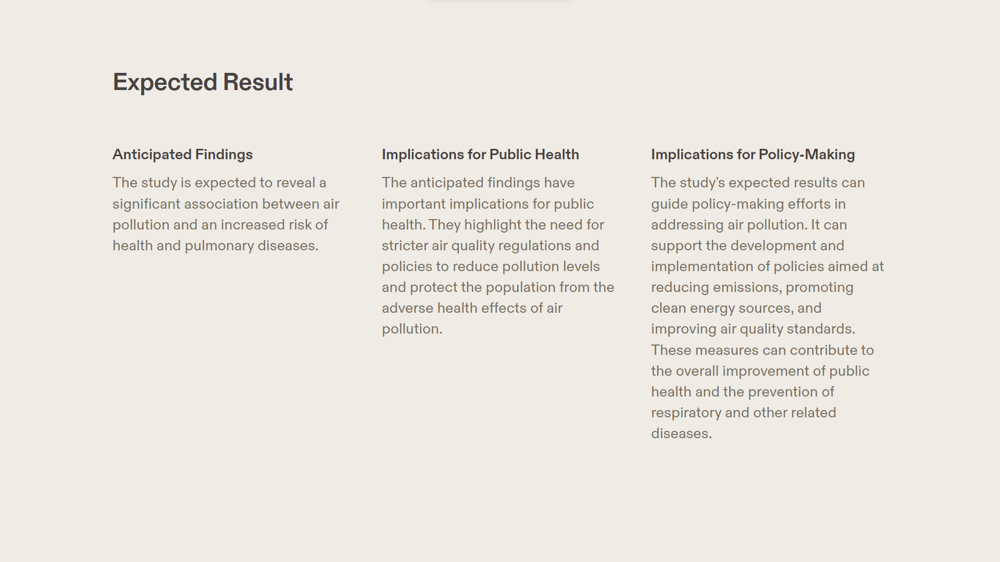 Expected Result
Anticipated Findings
The study is expected to reveal a
significant association between air
pollution and an increased risk of
health and pulmonary diseases.
Implications for Public Health
The anticipated findings have
important implications for public
health. They highlight the need for
stricter air quality regulations and
policies to reduce pollution levels
and protect the population from the
adverse health effects of air
pollution.
Implications for Policy-Making
The study's expected results can
guide policy-making efforts in
addressing air pollution. It can
support the development and
implementation of policies aimed at
reducing emissions, promoting
clean energy sources, and
improving air quality standards.
These measures can contribute to
the overall improvement of public
health and the prevention of
respiratory and other related
diseases.